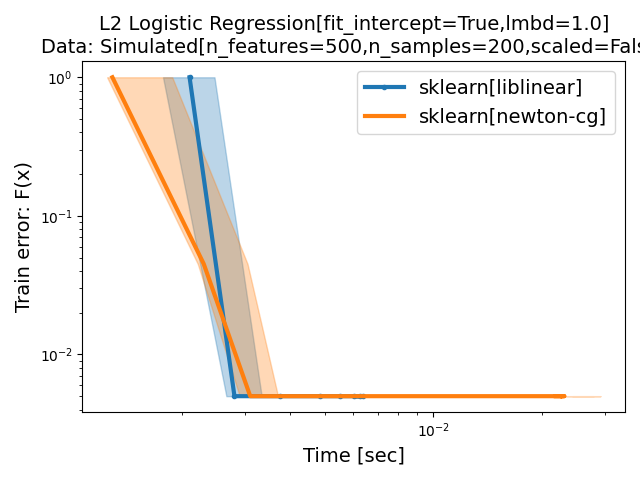 L2 Logistic Regression[fit_intercept=True,lmbd=1.0]
Data: Simulated[n_features=500,n_samples=200,scaled=Fals
sklearn[liblinear]
sklearn[newton-cg]
Train error: F(x)
10⁰
10⁻¹
10⁻²
10⁻²
Time [sec]